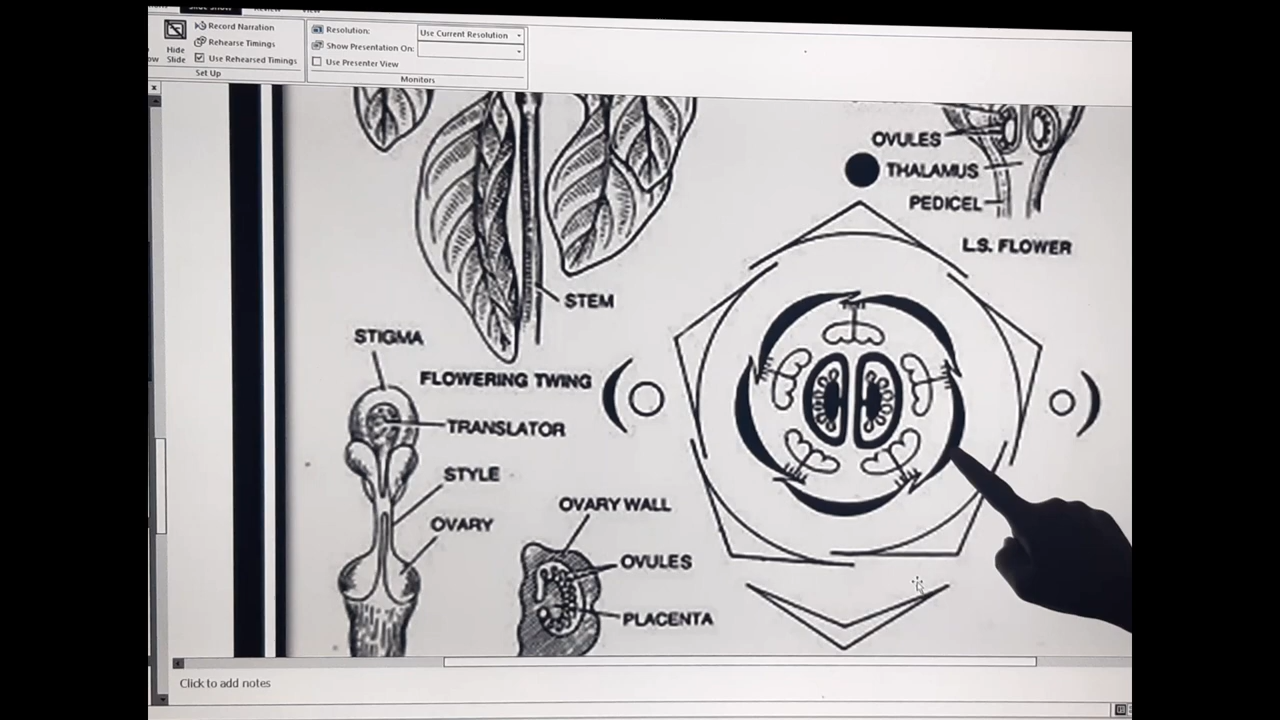 Slide Show
Record Narration
Rehearse Timings
Use Rehearsed Timings
Hide
Slide
Set Up
Resolution:
Use Current Resolution
Show Presentation On:
Use Presenter View
Monitors
OVULES
THALAMUS
PEDICEL
L.S. FLOWER
STEM
STIGMA
FLOWERING TWING
TRANSLATOR
STYLE
OVARY WALL
OVARY
OVULES
PLACENTA
Click to add notes